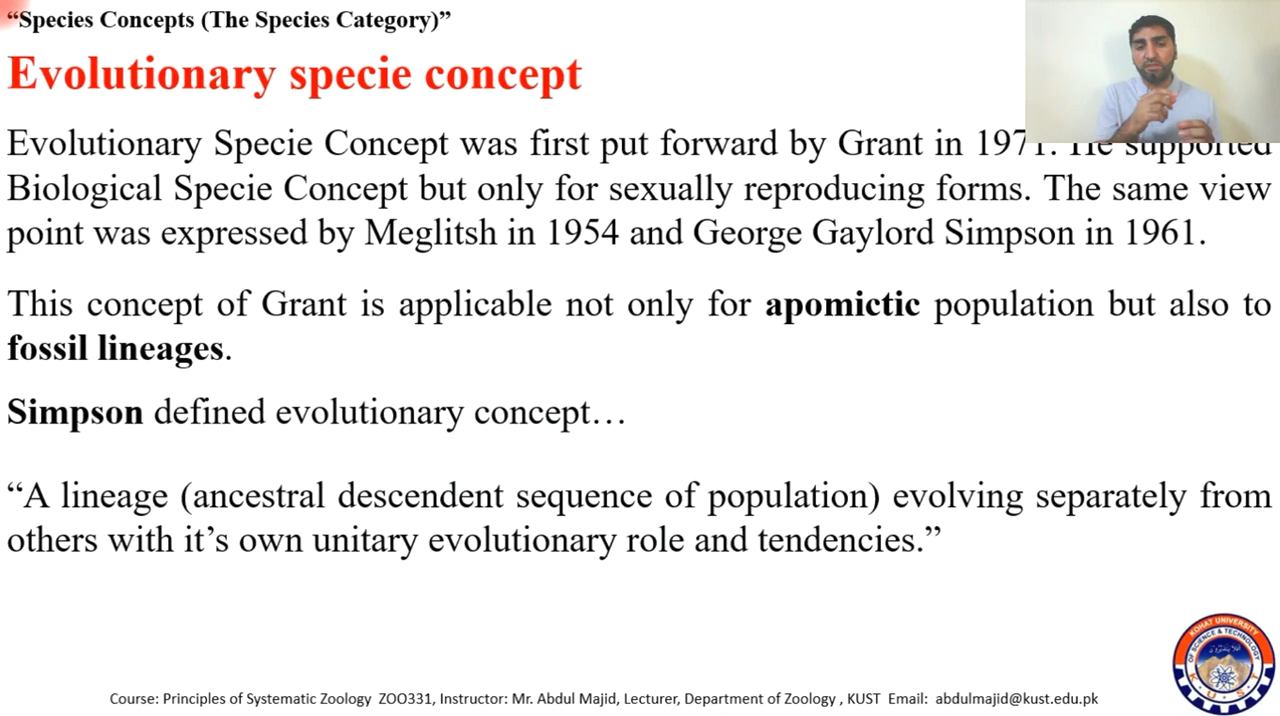 “Species Concepts (The Species Category)”
Evolutionary specie concept
Evolutionary Specie Concept was first put forward by Grant in 1971. He supported
Biological Specie Concept but only for sexually reproducing forms. The same view
point was expressed by Meglitsh in 1954 and George Gaylord Simpson in 1961.
This concept of Grant is applicable not only for apomictic population but also to
fossil lineages.
Simpson defined evolutionary concept…
“A lineage (ancestral descendent sequence of population) evolving separately from
others with it’s own unitary evolutionary role and tendencies.”
KOHAT UNIVERSITY
OF SCIENCE & TECHNOLOGY
K.U.S.T
Course: Principles of Systematic Zoology ZOO331, Instructor: Mr. Abdul Majid, Lecturer, Department of Zoology , KUST Email: abdulmajid@kust.edu.pk